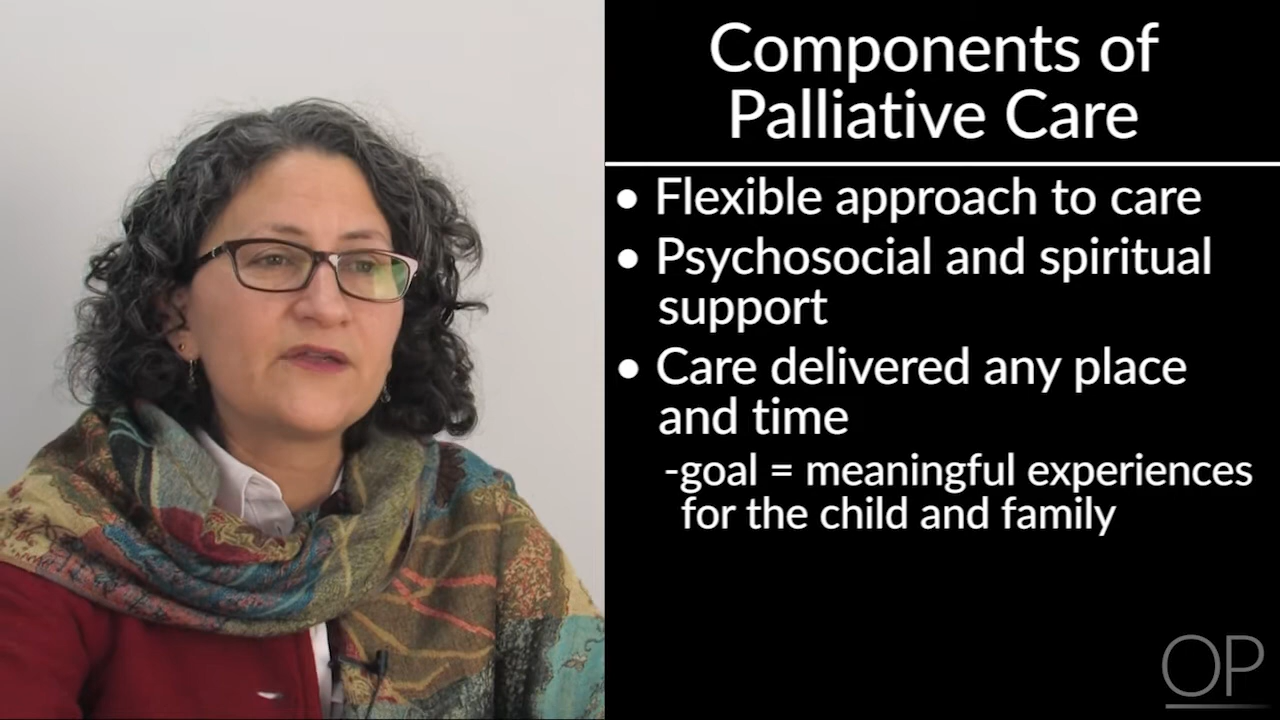 Components of
Palliative Care
• Flexible approach to care
• Psychosocial and spiritual
support
• Care delivered any place
and time
-goal = meaningful experiences
for the child and family
OP